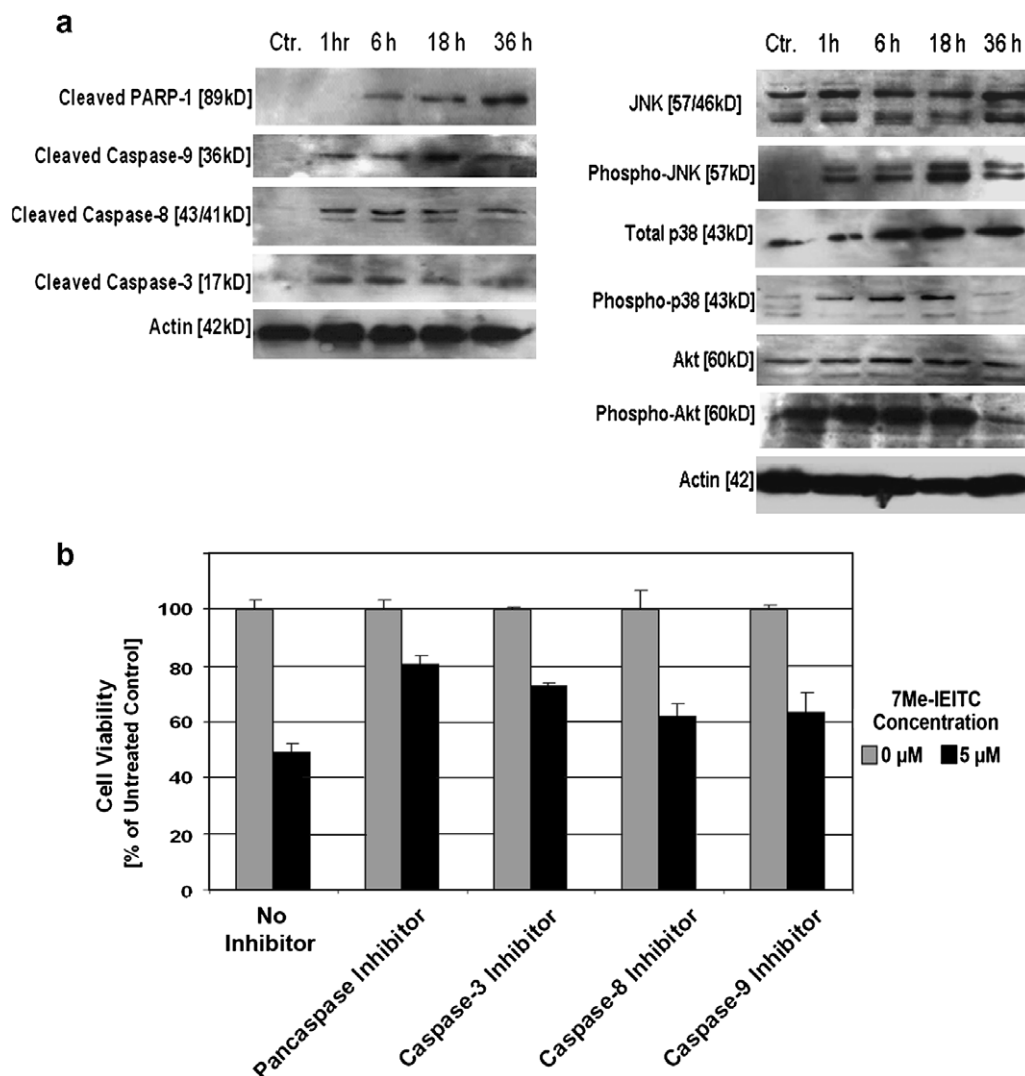 a
Ctr. 1hr 6h 18h 36 h
Cleaved PARP-1 [89kD]
Cleaved Caspase-9 [36kD]
Cleaved Caspase-8 [43/41kD]
Cleaved Caspase-3 [17kD]
Actin [42kD]
Ctr. 1h 6h 18h 36 h
JNK [57/46kD]
Phospho-JNK [57kD]
Total p38 [43kD]
Phospho-p38 [43kD]
Akt [60kD]
Phospho-Akt [60kD]
Actin [42]
b
Cell Viability
[% of Untreated Control]
100
80
60
40
20
0
No
Inhibitor
Pancaspase Inhibitor
Caspase-3 Inhibitor
Caspase-8 Inhibitor
Caspase-9 Inhibitor
7Me-IEITC
Concentration
0 µM 5 µM